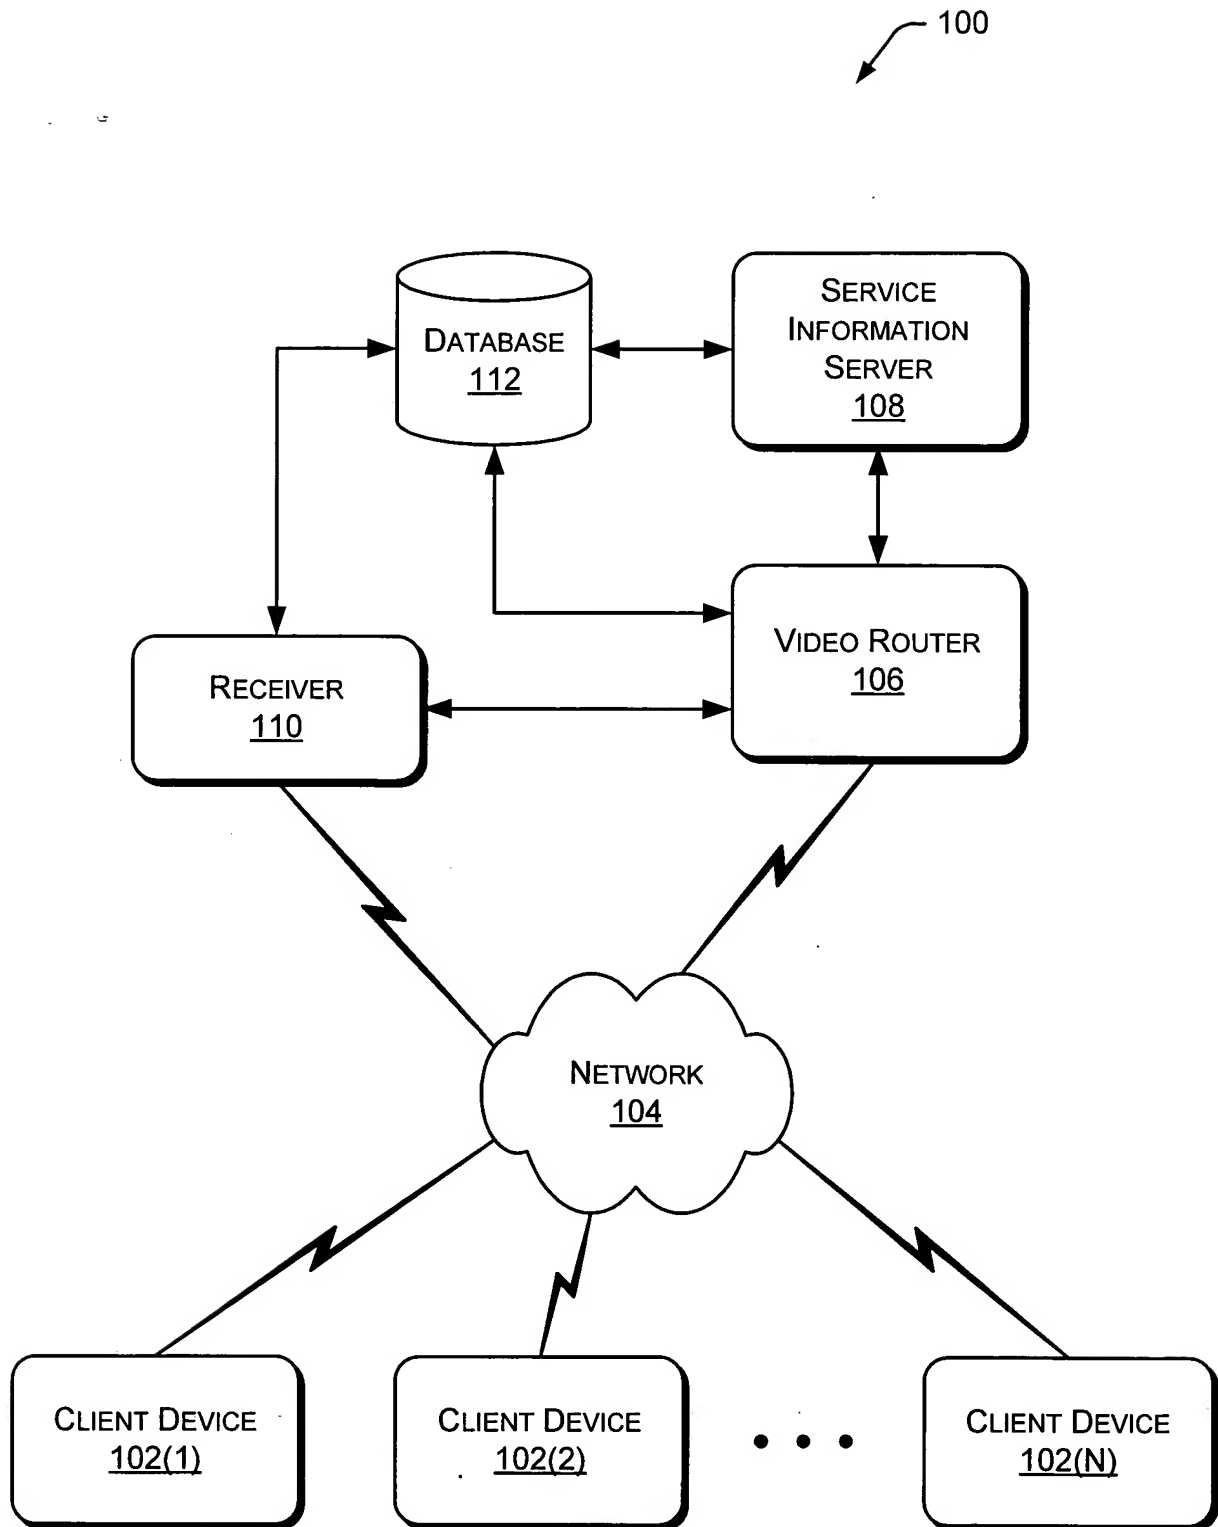 100
DATABASE
112
SERVICE
INFORMATION
SERVER
108
VIDEO ROUTER
106
RECEIVER
110
NETWORK
104
CLIENT DEVICE
102(1)
CLIENT DEVICE
102(2)
• • •
CLIENT DEVICE
102(N)